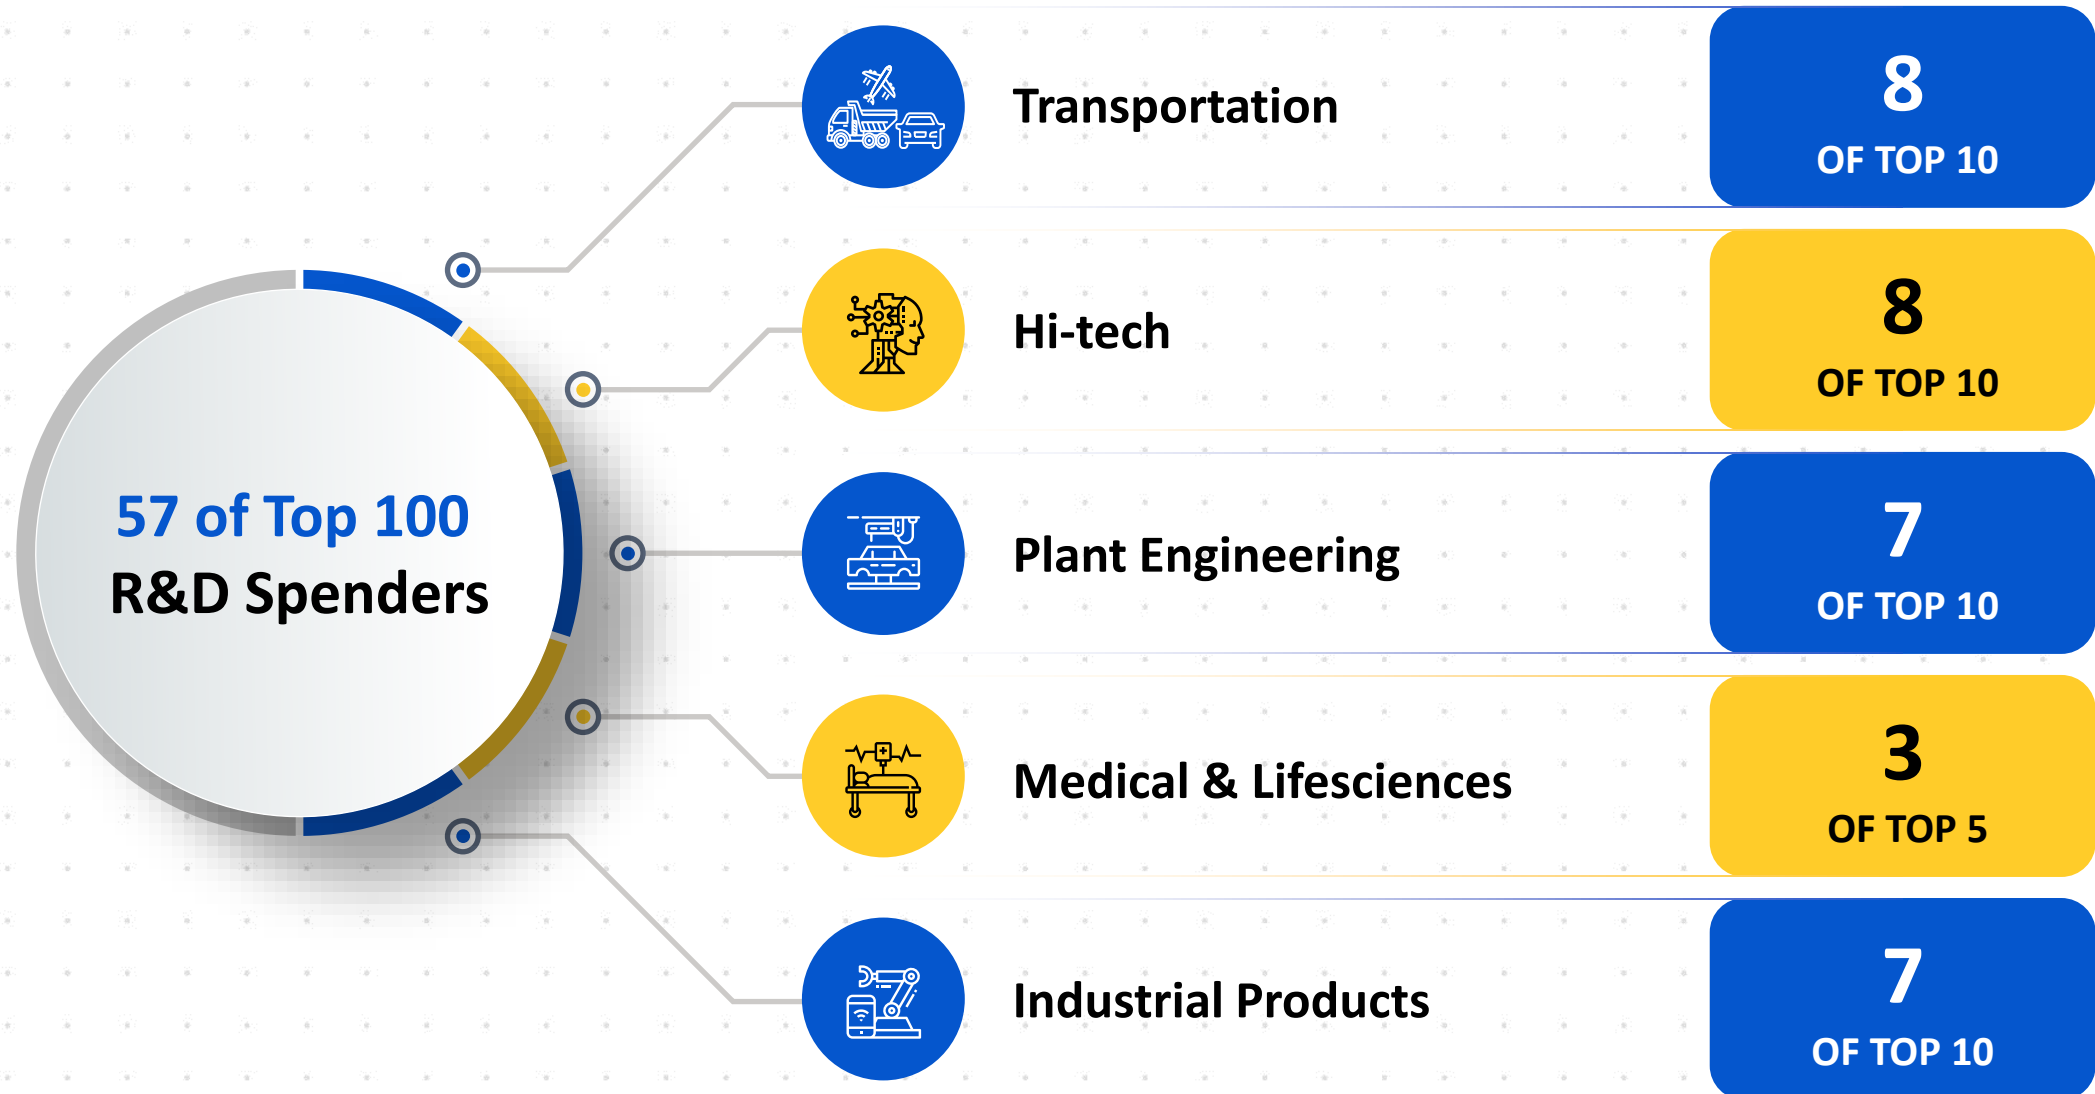 57 of Top 100
R&D Spenders
Transportation
8
OF TOP 10
Hi-tech
8
OF TOP 10
Plant Engineering
7
OF TOP 10
Medical & Lifesciences
3
OF TOP 5
Industrial Products
7
OF TOP 10